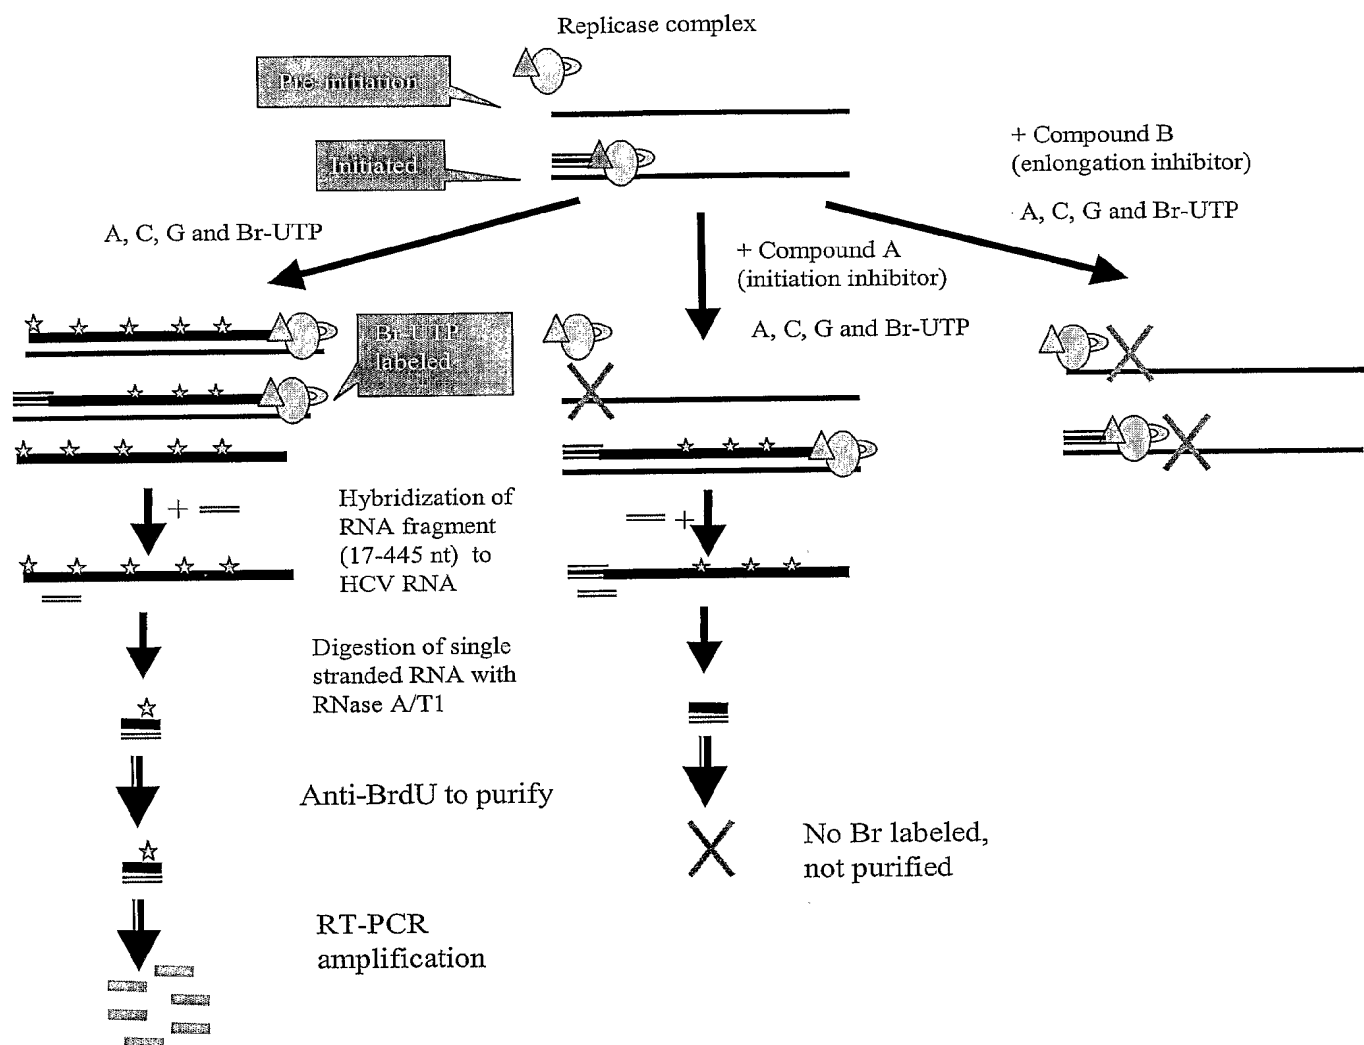 Replicase complex
Pre-initiation
Initiated
+ Compound B
(enlongation inhibitor)
A, C, G and Br-UTP
A, C, G and Br-UTP
+ Compound A
(initiation inhibitor)
A, C, G and Br-UTP
Br-UTP
labeled
+
Hybridization of
RNA fragment
(17-445 nt) to
HCV RNA
+
Digestion of single
stranded RNA with
RNase A/T1
Anti-BrdU to purify
No Br labeled,
not purified
RT-PCR
amplification